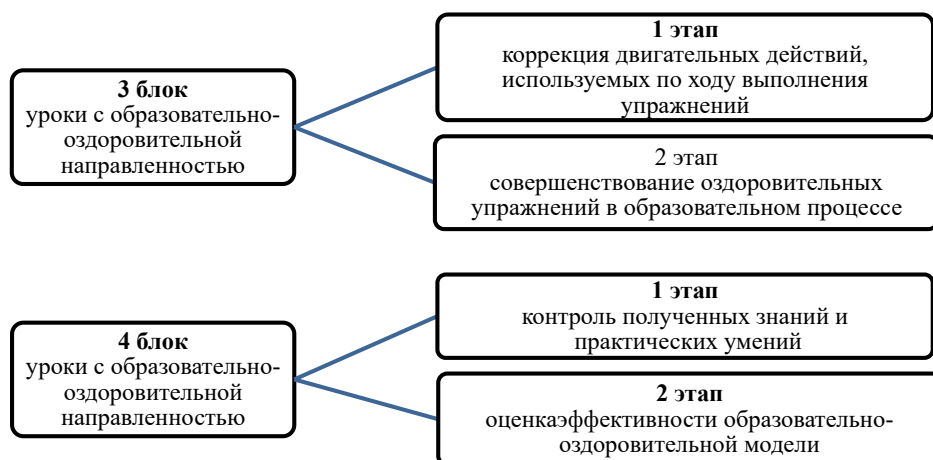 3 блок
уроки с образовательно-
оздоровительной
направленностью
1 этап
коррекция двигательных действий,
используемых по ходу выполнения
упражнений
2 этап
совершенствование оздоровительных
упражнений в образовательном процессе
4 блок
уроки с образовательно-
оздоровительной
направленностью
1 этап
контроль полученных знаний и
практических умений
2 этап
оценкаэффективности образовательно-
оздоровительной модели